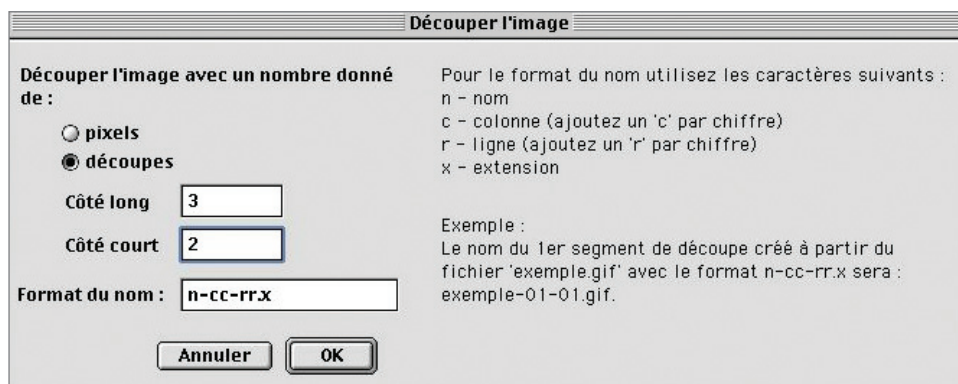 Découper l'image
Découper l'image avec un nombre donné
de :
pixels
découpes
Côté long 3
Côté court 2
Format du nom : n-cc-rr.x
Annuler OK
Pour le format du nom utilisez les caractères suivants :
n - nom
c - colonne (ajoutez un 'c' par chiffre)
r - ligne (ajoutez un 'r' par chiffre)
x - extension
Exemple :
Le nom du 1er segment de découpe créé à partir du
fichier 'exemple.gif' avec le format n-cc-rr.x sera :
exemple-01-01.gif.